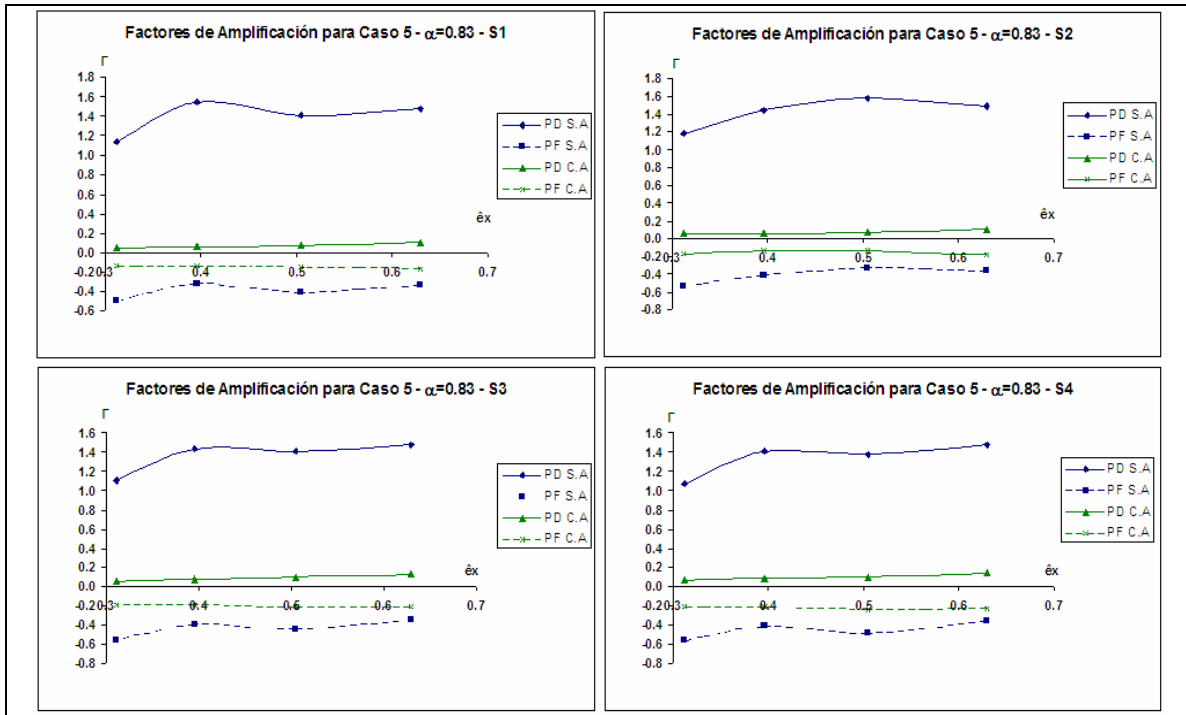 Factores de Amplificación para Caso 5 - α=0.83 - S1
Γ
1.8
1.6
1.4
1.2
1.0
0.8
0.6
0.4
0.2
0.0
-0.2
-0.4
-0.6
0.3
0.4
0.5
0.6
0.7
êx
PD S.A
PF S.A
PD C.A
PF C.A
Factores de Amplificación para Caso 5 - α=0.83 - S2
Γ
1.8
1.6
1.4
1.2
1.0
0.8
0.6
0.4
0.2
0.0
-0.2
-0.4
-0.6
-0.8
0.3
0.4
0.5
0.6
0.7
êx
PD S.A
PF S.A
PD C.A
PF C.A
Factores de Amplificación para Caso 5 - α=0.83 - S3
Γ
1.6
1.4
1.2
1.0
0.8
0.6
0.4
0.2
0.0
-0.2
-0.4
-0.6
-0.8
0.3
0.4
0.5
0.6
0.7
êx
PD S.A
PF S.A
PD C.A
PF C.A
Factores de Amplificación para Caso 5 - α=0.83 - S4
Γ
1.6
1.4
1.2
1.0
0.8
0.6
0.4
0.2
0.0
-0.2
-0.4
-0.6
-0.8
0.3
0.4
0.5
0.6
0.7
êx
PD S.A
PF S.A
PD C.A
PF C.A